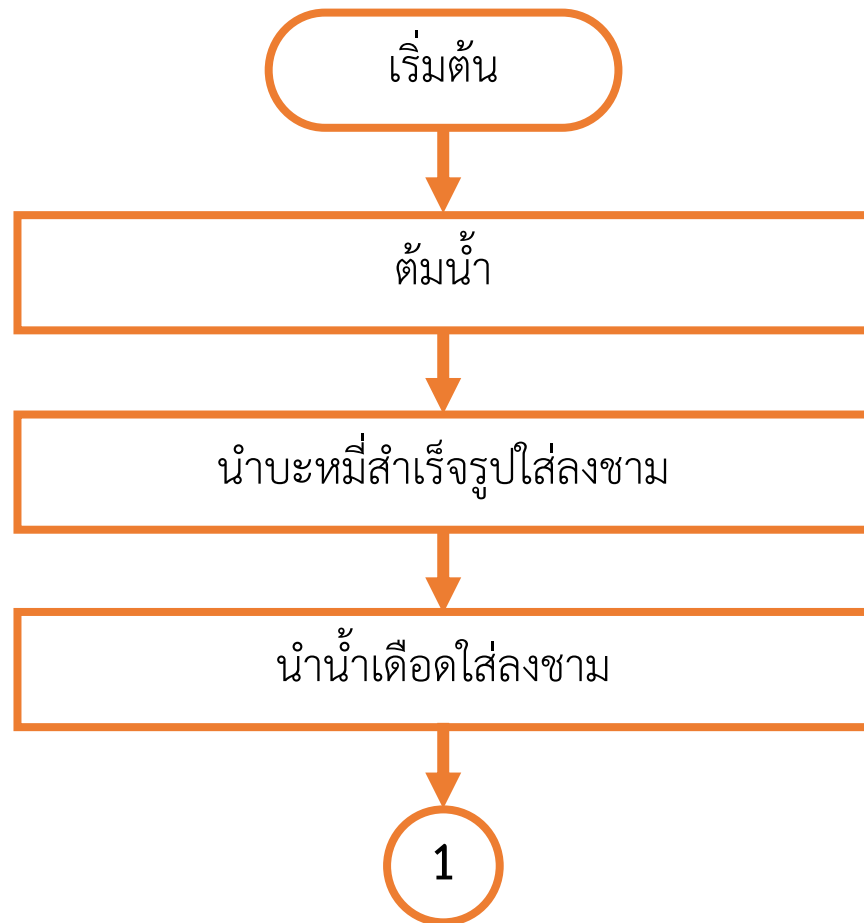 เริ่มต้น
ต้มน้ำ
นำบะหมี่สำเร็จรูปใส่ลงชาม
นำน้ำเดือดใส่ลงชาม
1